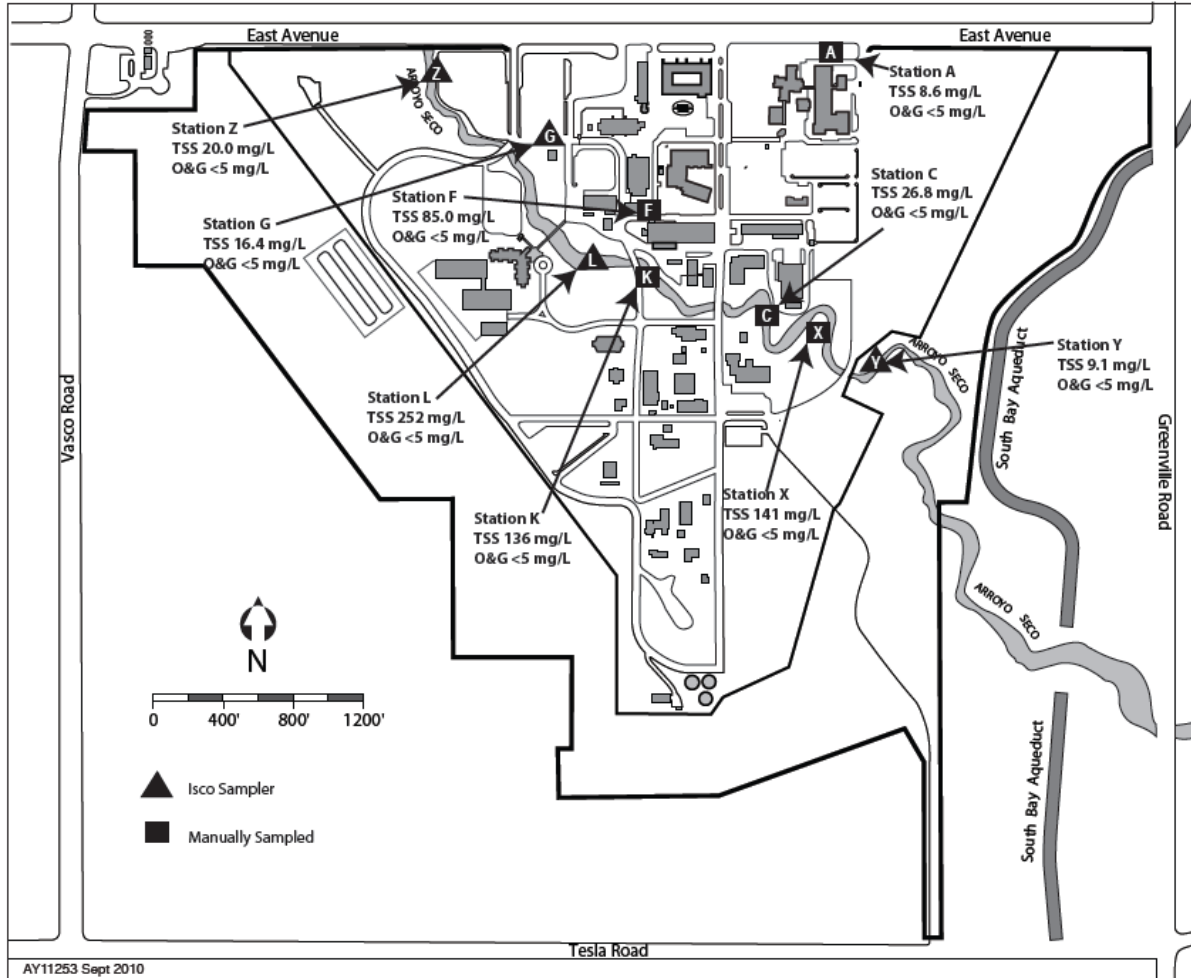 East Avenue
East Avenue
A
Station A
TSS 8.6 mg/L
O&G <5 mg/L
Z
ARROYO SECO
Station Z
TSS 20.0 mg/L
O&G <5 mg/L
G
Station C
TSS 26.8 mg/L
O&G <5 mg/L
Station F
TSS 85.0 mg/L
O&G <5 mg/L
F
Station G
TSS 16.4 mg/L
O&G <5 mg/L
L
K
C
X
Y
ARROYO SECO
Station Y
TSS 9.1 mg/L
O&G <5 mg/L
South Bay Aqueduct
Vasco Road
Greenville Road
Station L
TSS 252 mg/L
O&G <5 mg/L
Station X
TSS 141 mg/L
O&G <5 mg/L
Station K
TSS 136 mg/L
O&G <5 mg/L
ARROYO SECO
N
0 400' 800' 1200'
South Bay Aqueduct
Isco Sampler
Manually Sampled
Tesla Road
AY11253 Sept 2010